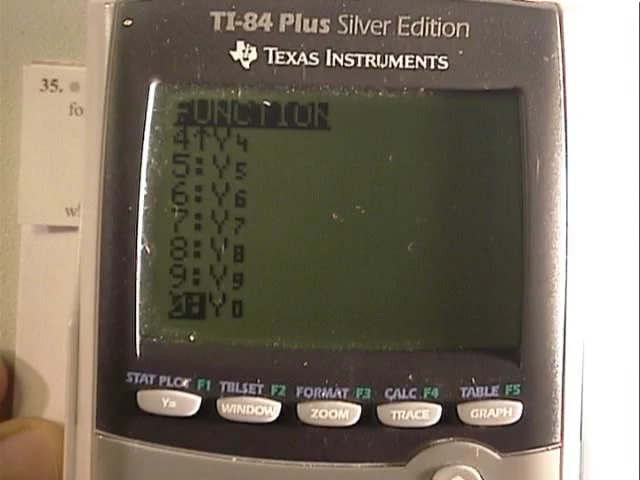 TI-84 Plus Silver Edition
TEXAS INSTRUMENTS
35.
fo
FUNCTION
4↑Y4
5:Y5
6:Y6
7:Y7
8:Y8
9:Y9
0:Y0
STAT PLOT F1 TBLSET F2 FORMAT F3 CALC F4 TABLE F5
Y= WINDOW ZOOM TRACE GRAPH